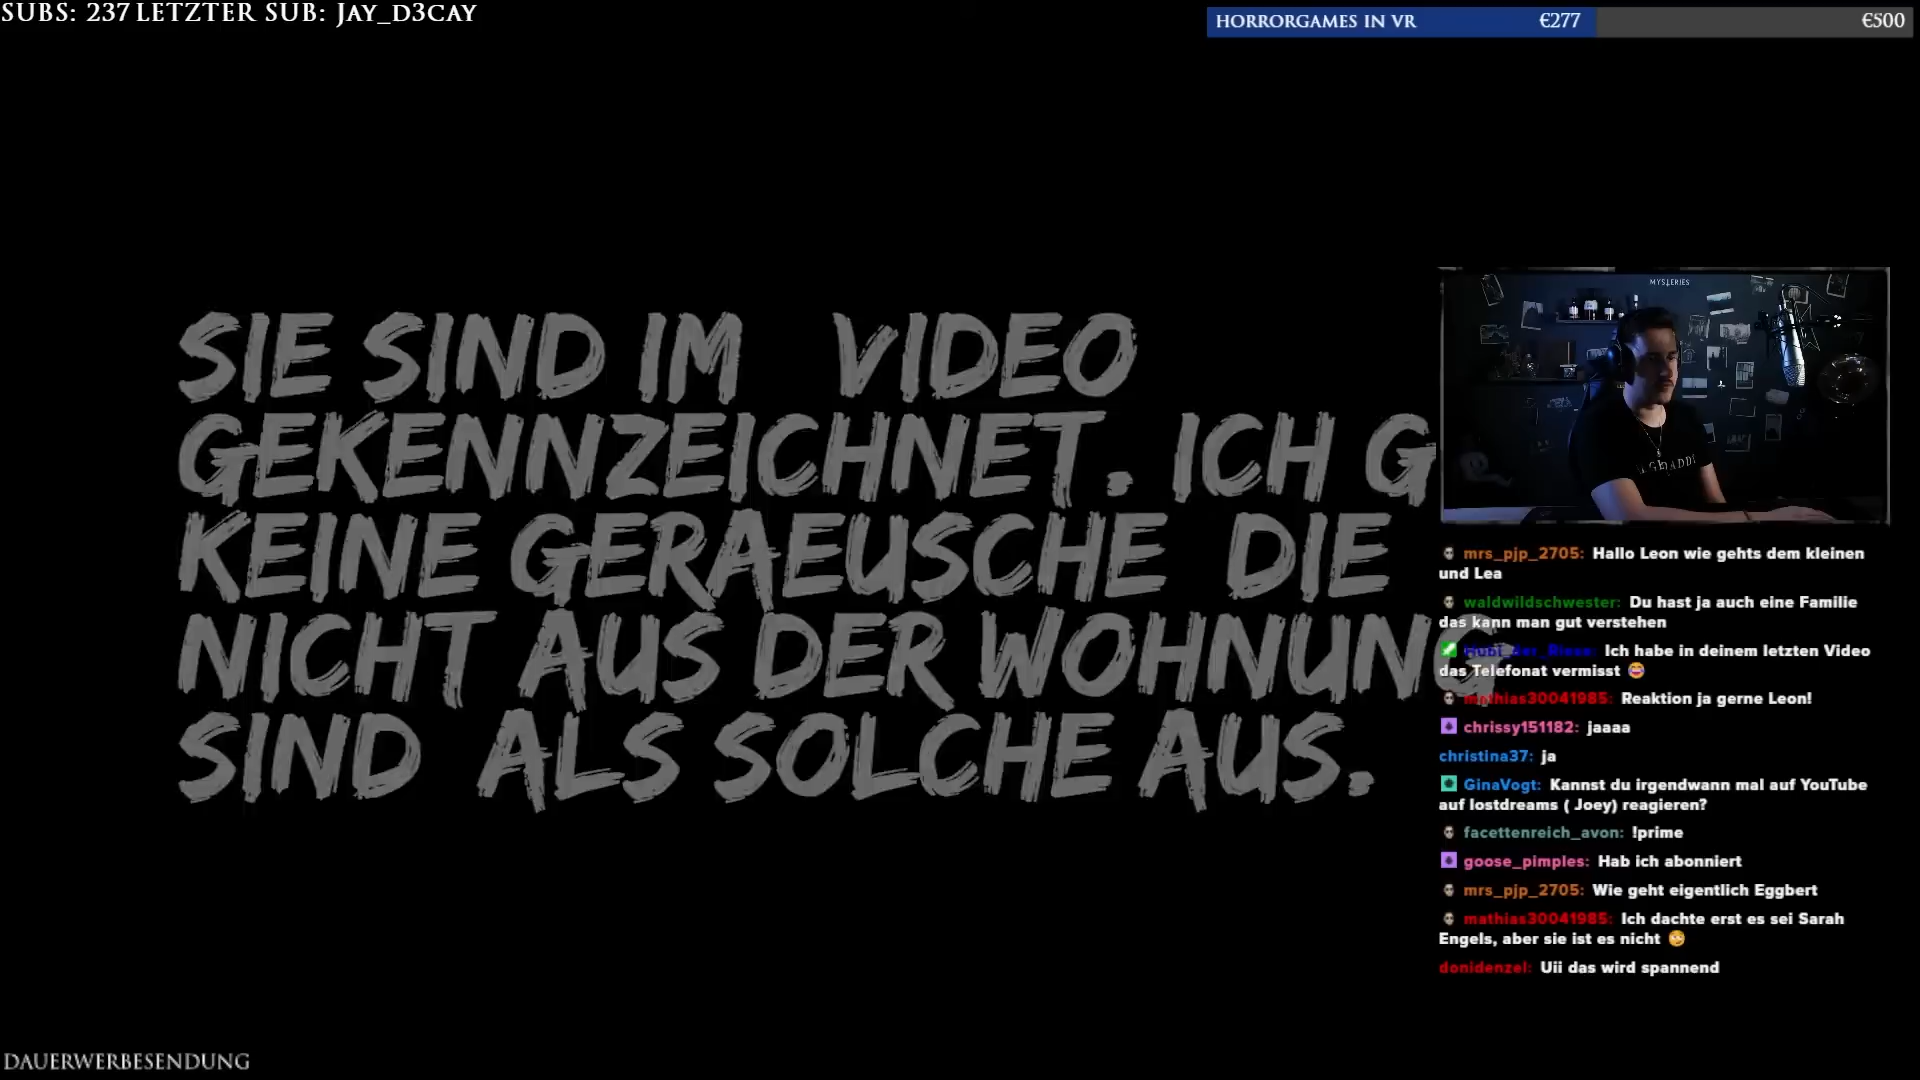 SUBS: 237 LETZTER SUB: JAY_D3CAY
HORRORGAMES IN VR €277 €500
SIE SIND IM VIDEO
GEKENNZEICHNET. ICH G
KEINE GERAEUSCHE DIE
NICHT AUS DER WOHNUNG
SIND ALS SOLCHE AUS.
MYSTERIES
mrs_pjp_2705: Hallo Leon wie gehts dem kleinen
und Lea
waldwildschwester: Du hast ja auch eine Familie
das kann man gut verstehen
Ich habe in deinem letzten Video
das Telefonat vermisst 😂
mathias30041985: Reaktion ja gerne Leon!
chrissy151182: jaaaa
christina37: ja
GinaVogt: Kannst du irgendwann mal auf YouTube
auf lostdreams ( Joey) reagieren?
facettenreich_avon: !prime
goose_pimples: Hab ich abonniert
mrs_pjp_2705: Wie geht eigentlich Eggbert
mathias30041985: Ich dachte erst es sei Sarah
Engels, aber sie ist es nicht
donidenzel: Uii das wird spannend
DAUERWERBESENDUNG